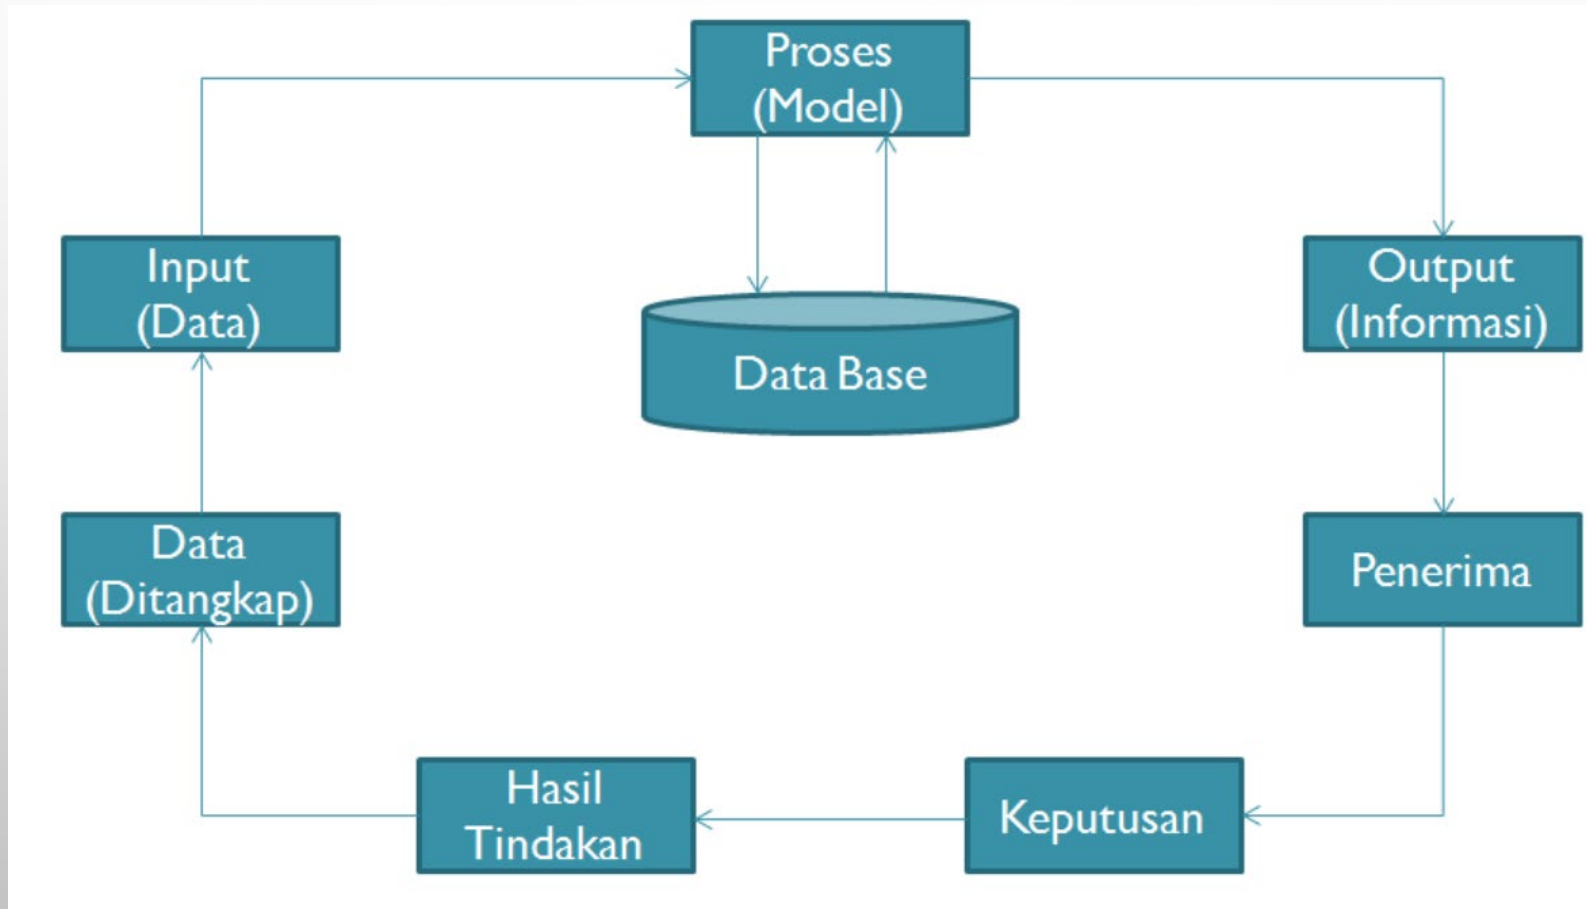 Proses
(Model)
Input
(Data)
Output
(Informasi)
Data Base
Data
(Ditangkap)
Penerima
Hasil
Tindakan
Keputusan